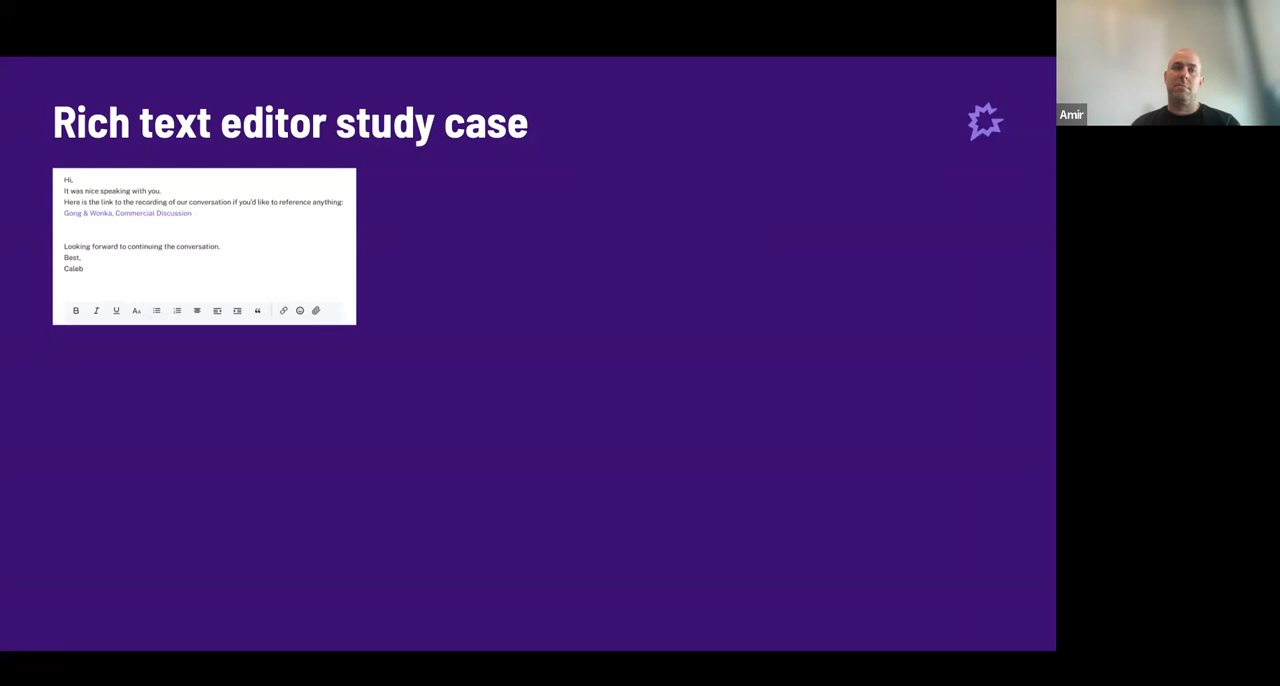 Rich text editor study case
Hi,
It was nice speaking with you.
Here is the link to the recording of our conversation if you'd like to reference anything:
Gong & Wonka, Commercial Discussion
Looking forward to continuing the conversation.
Best,
Caleb
B I U AA
Amir